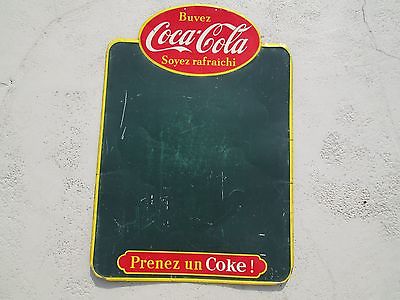 Buvez
Coca-Cola
Soyez rafraîchi
Prenez un Coke!